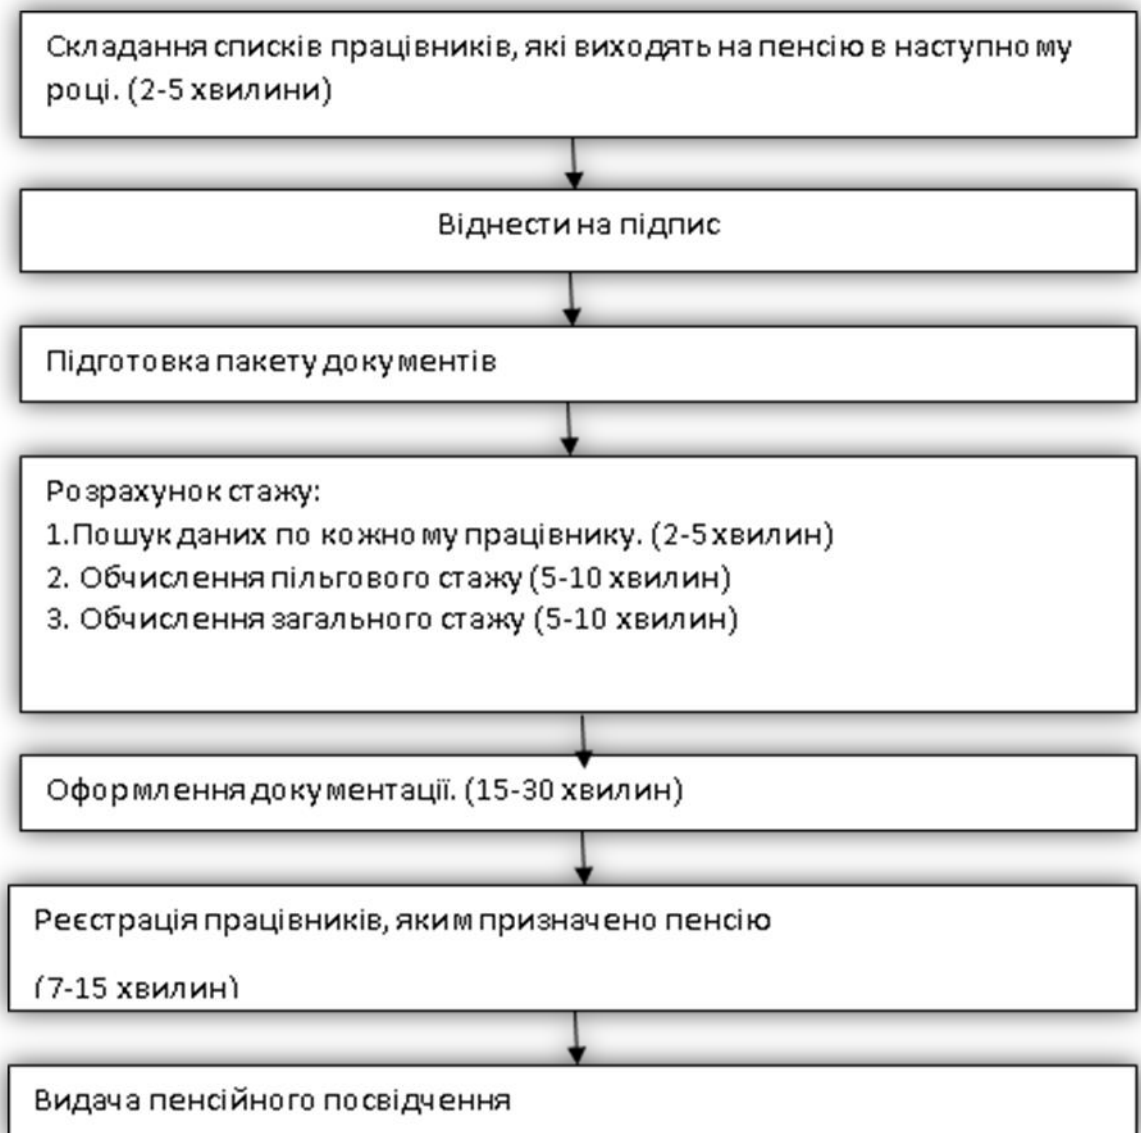 Складання списків працівників, які виходять на пенсію в наступному
році. (2-5 хвилини)
Віднести на підпис
Підготовка пакету документів
Розрахунок стажу:
1.Пошук даних по кожному працівнику. (2-5 хвилин)
2. Обчислення пільгового стажу (5-10 хвилин)
3. Обчислення загального стажу (5-10 хвилин)
Оформлення документації. (15-30 хвилин)
Реєстрація працівників, яким призначено пенсію
(7-15 хвилин)
Видача пенсійного посвідчення